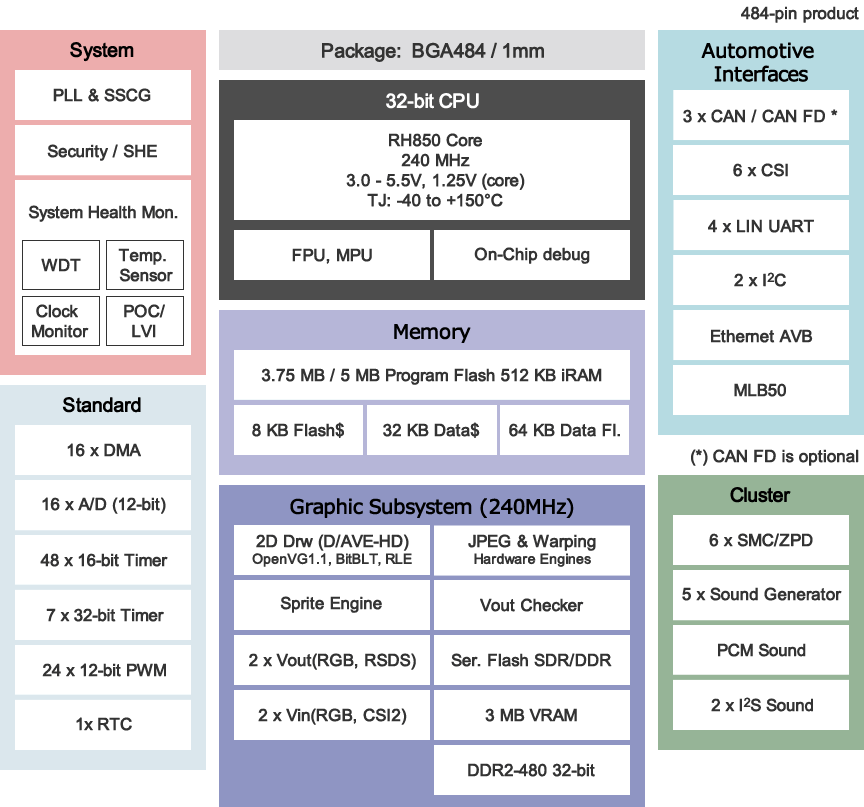 484-pin product
System
PLL & SSCG
Security / SHE
System Health Mon.
WDT
Temp.
Sensor
Clock
Monitor
POC/
LVI
Standard
16 x DMA
16 x A/D (12-bit)
48 x 16-bit Timer
7 x 32-bit Timer
24 x 12-bit PWM
1x RTC
Package: BGA484 / 1mm
32-bit CPU
RH850 Core
240 MHz
3.0 - 5.5V, 1.25V (core)
TJ: -40 to +150°C
FPU, MPU
On-Chip debug
Memory
3.75 MB / 5 MB Program Flash 512 KB iRAM
8 KB Flash$
32 KB Data$
64 KB Data Fl.
Graphic Subsystem (240MHz)
2D Drw (D/AVE-HD)
OpenVG1.1, BitBLT, RLE
JPEG & Warping
Hardware Engines
Sprite Engine
Vout Checker
2 x Vout(RGB, RSDS)
Ser. Flash SDR/DDR
2 x Vin(RGB, CSI2)
3 MB VRAM
DDR2-480 32-bit
Automotive
Interfaces
3 x CAN / CAN FD *
6 x CSI
4 x LIN UART
2 x I²C
Ethernet AVB
MLB50
(*) CAN FD is optional
Cluster
6 x SMC/ZPD
5 x Sound Generator
PCM Sound
2 x I²S Sound